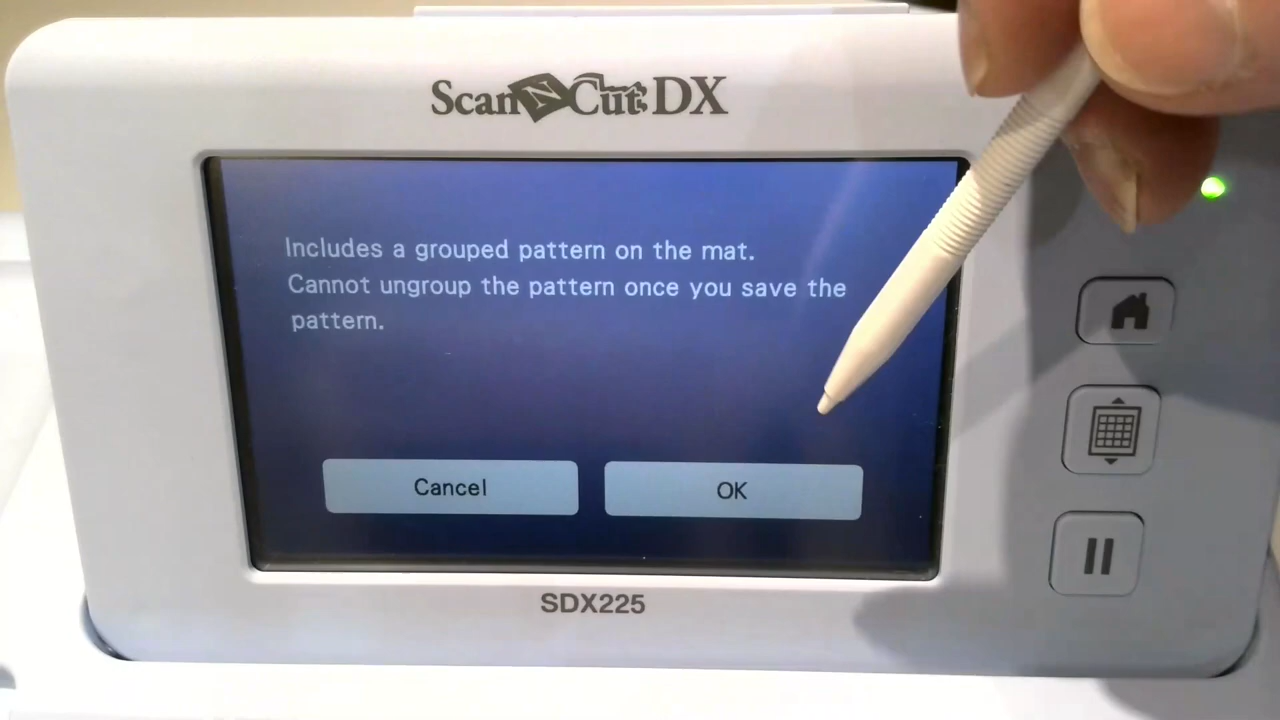 ScanNCut DX
Includes a grouped pattern on the mat.
Cannot ungroup the pattern once you save the
pattern.
Cancel
OK
SDX225